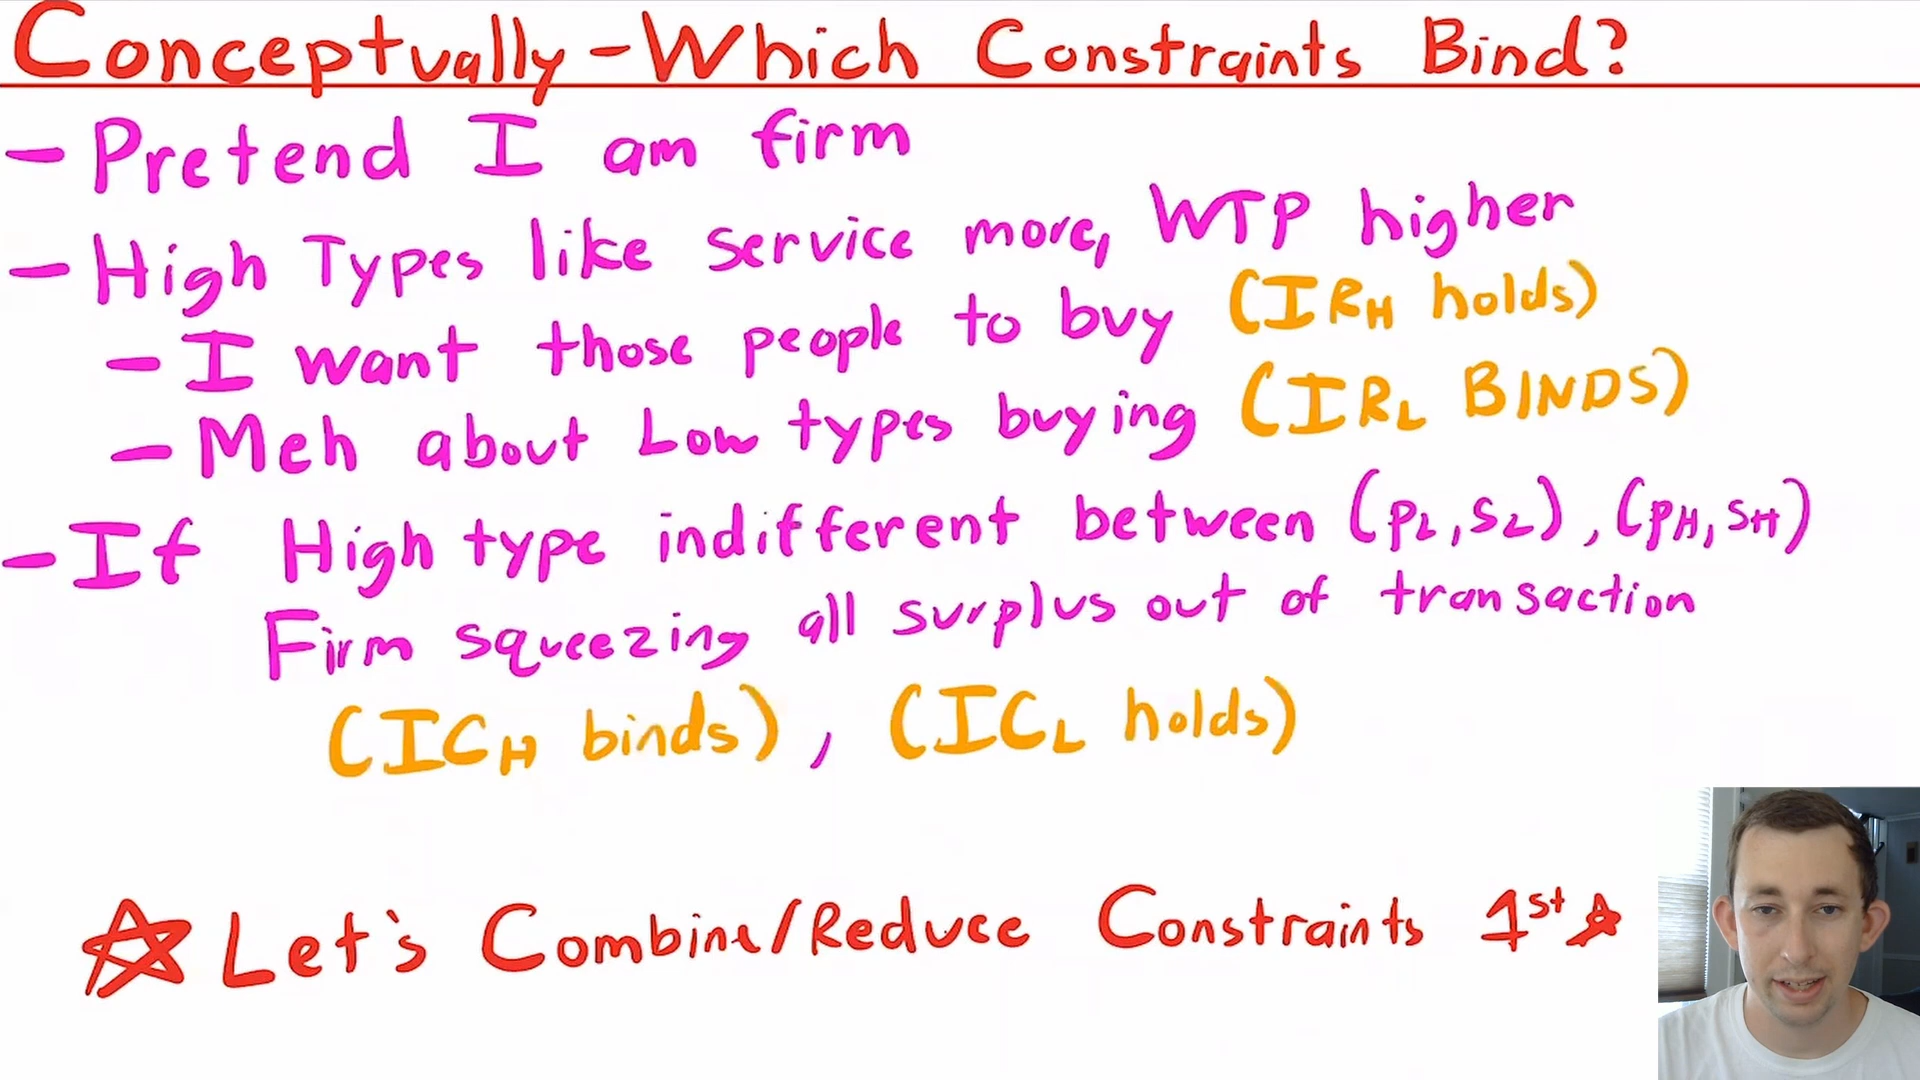 Conceptually - Which Constraints Bind?
- Pretend I am firm
- High Types like service more, WTP higher
- I want those people to buy (IRH holds)
- Meh about Low types buying (IRL BINDS)
- If High type indifferent between (pL, sL), (pH, sH)
Firm squeezing all surplus out of transaction
(ICH binds), (ICL holds)
☆ Let's Combine/Reduce Constraints 1st ☆